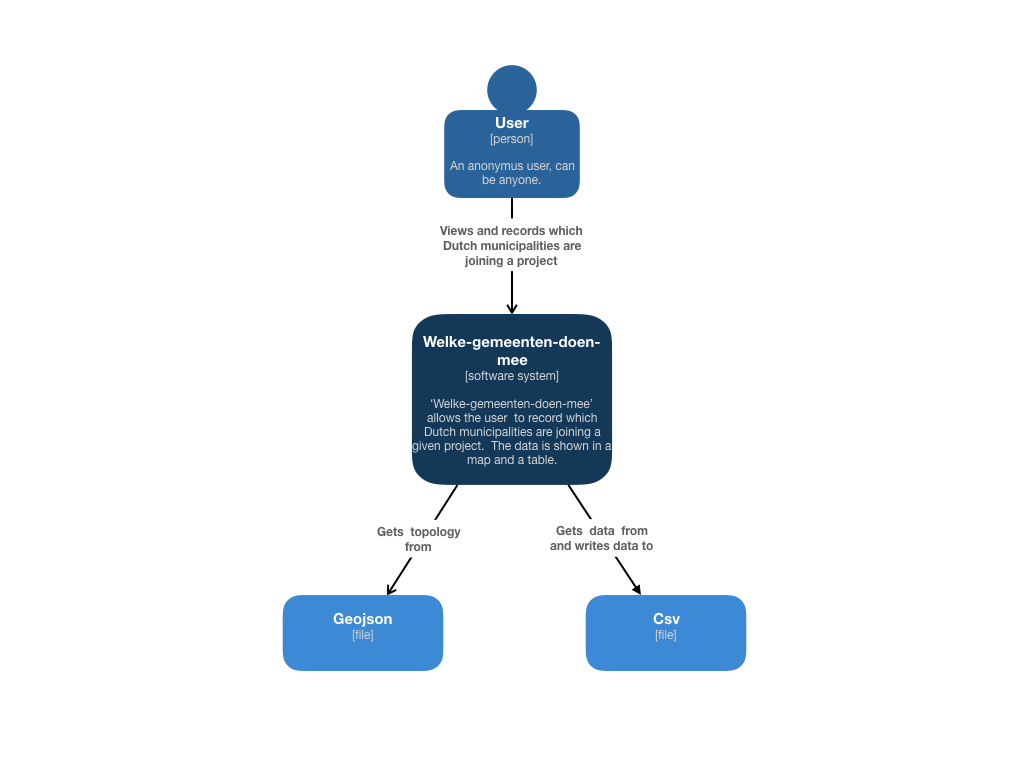 User
[person]
An anonymus user, can
be anyone.
Views and records which
Dutch municipalities are
joining a project
Welke-gemeenten-doen-
mee
[software system]
‘Welke-gemeenten-doen-mee’
allows the user  to record which
Dutch municipalities are joining a
given project.  The data is shown in a
map and a table.
Gets  topology
from
Gets  data  from
and writes data to
Geojson
[file]
Csv
[file]